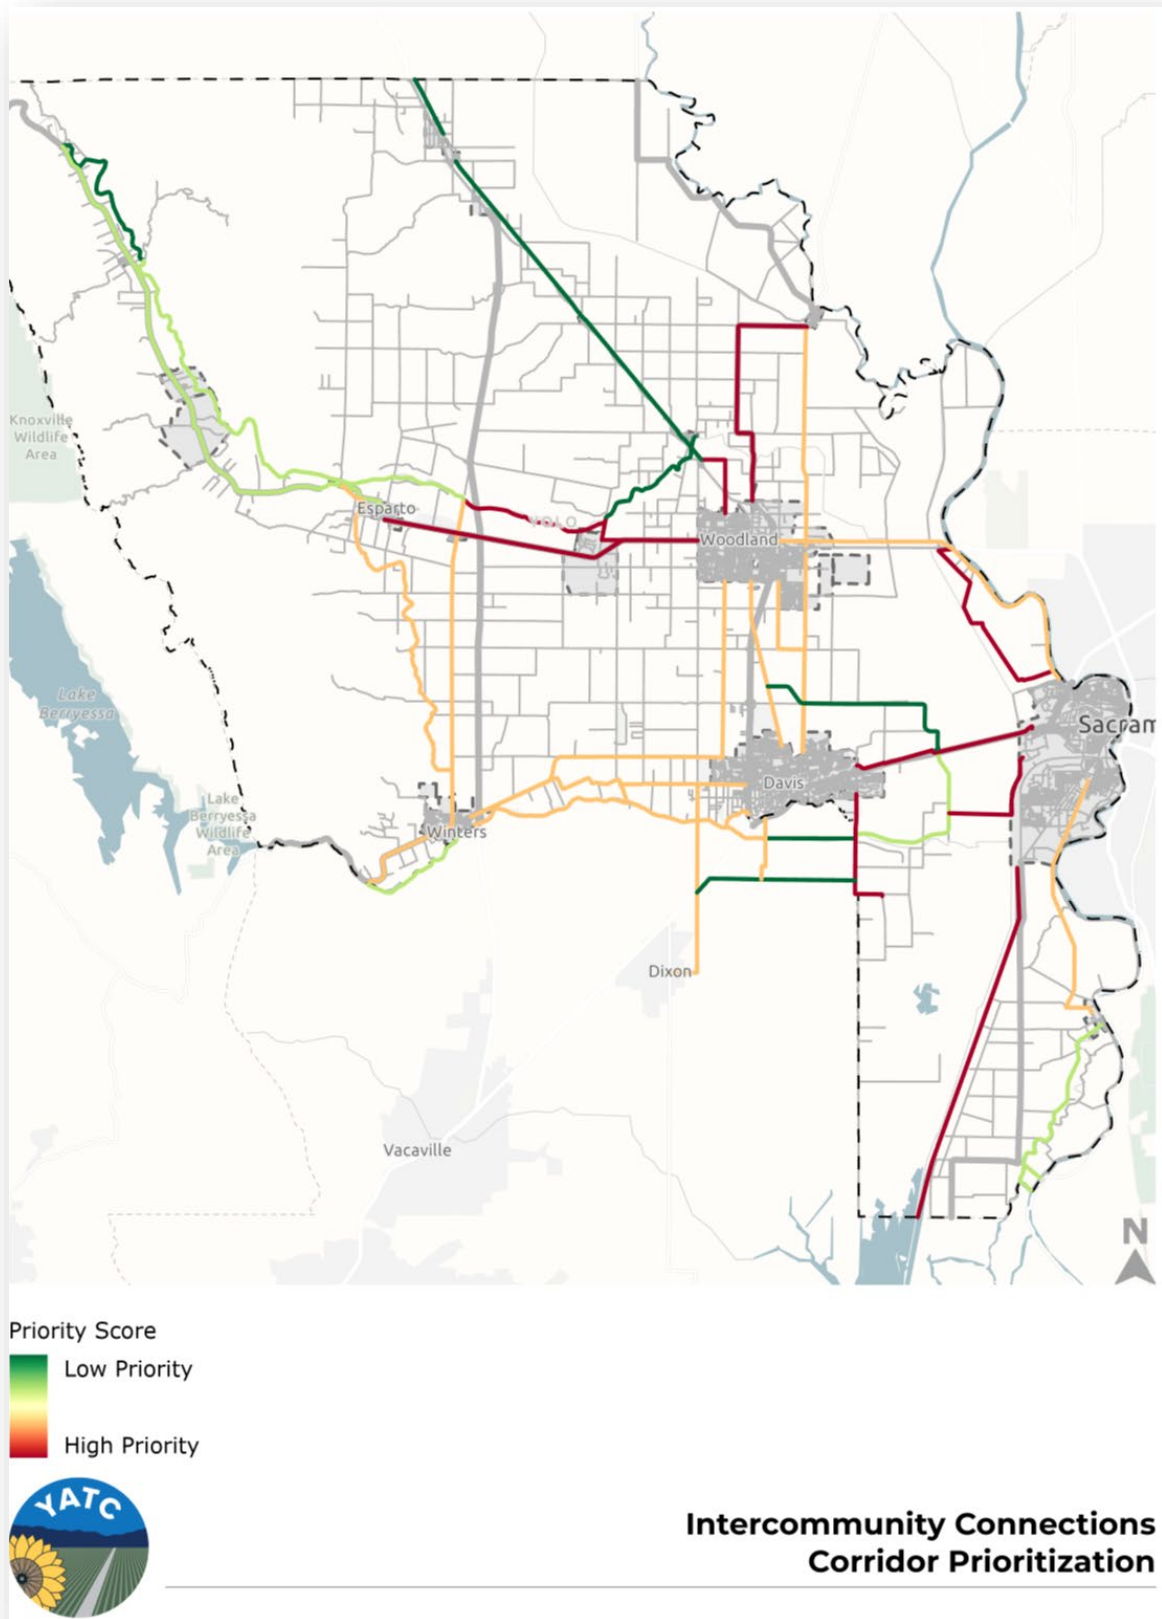 Knoxville
Wildlife
Area
Esparto
YOLO
Woodland
Lake
Berryessa
Sacram
Davis
Lake
Berryessa
Wildlife
Area
Winters
Dixon
Vacaville
N
Priority Score
Low Priority
High Priority
YATC
Intercommunity Connections
Corridor Prioritization